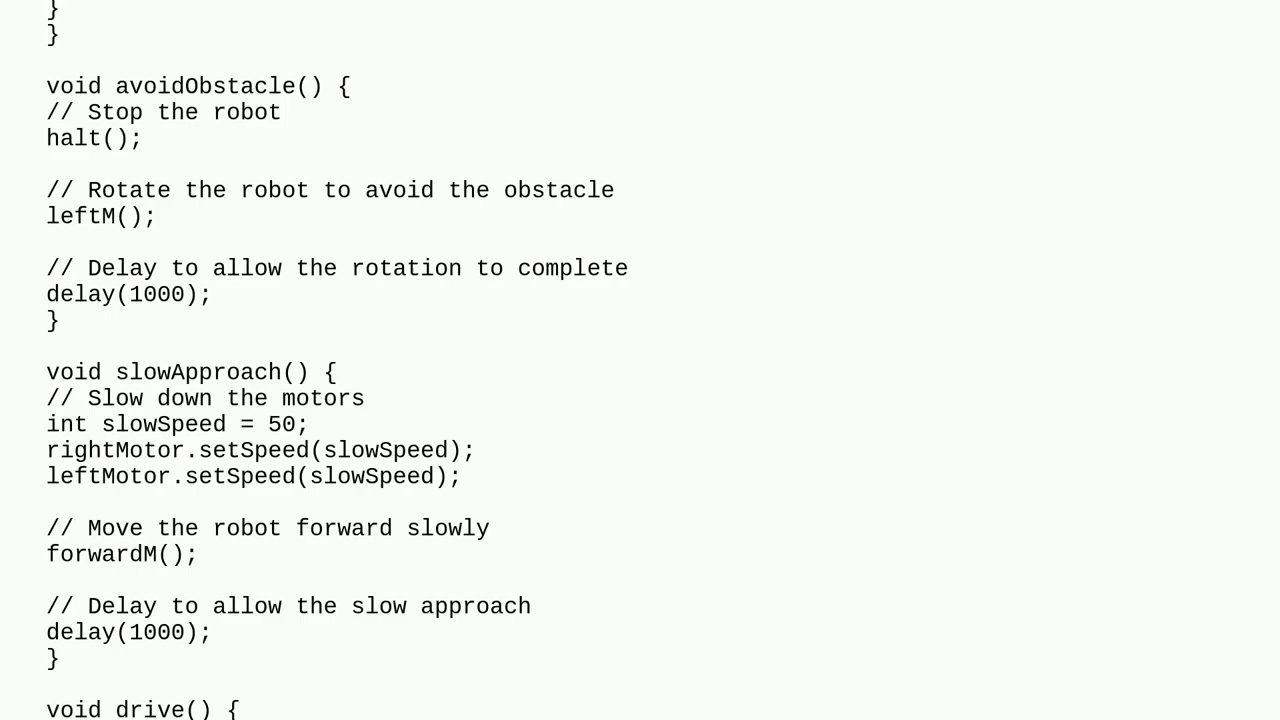 }
}
void avoidObstacle() {
// Stop the robot
halt();
// Rotate the robot to avoid the obstacle
leftM();
// Delay to allow the rotation to complete
delay(1000);
}
void slowApproach() {
// Slow down the motors
int slowSpeed = 50;
rightMotor.setSpeed(slowSpeed);
leftMotor.setSpeed(slowSpeed);
// Move the robot forward slowly
forwardM();
// Delay to allow the slow approach
delay(1000);
}
void drive() {